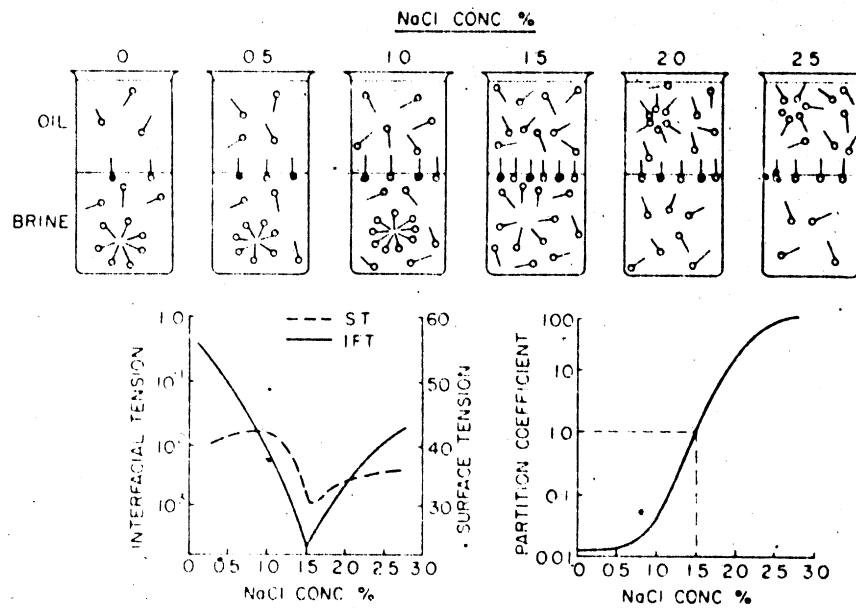 NaCl CONC %
0 0.5 1.0 1.5 2.0 2.5
OIL
BRINE
--- ST
— IFT
INTERFACIAL TENSION
1.0
10⁻¹
10⁻²
10⁻³
SURFACE TENSION
60
50
40
30
0 0.5 1.0 1.5 2.0 2.5 3.0
NaCl CONC %
PARTITION COEFFICIENT
100
10
1.0
0.1
0.01
0 0.5 1.0 1.5 2.0 2.5 3.0
NaCl CONC %